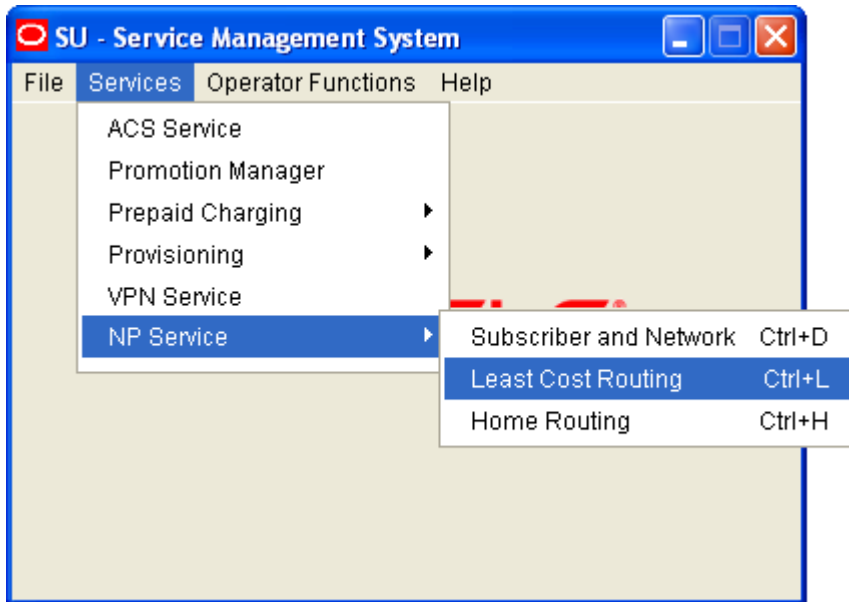 SU - Service Management System
File Services Operator Functions Help
ACS Service
Promotion Manager
Prepaid Charging
Provisioning
VPN Service
NP Service
Subscriber and Network Ctrl+D
Least Cost Routing Ctrl+L
Home Routing Ctrl+H